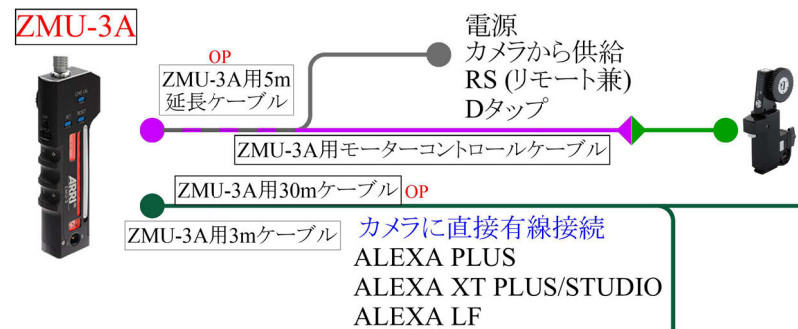 ZMU-3A
電源
カメラから供給
RS (リモート兼)
Dタップ
OP
ZMU-3A用5m
延長ケーブル
ZMU-3A用モーターコントロールケーブル
ARRI
ZMU-3A用30mケーブル OP
ZMU-3A用3mケーブル
カメラに直接有線接続
ALEXA PLUS
ALEXA XT PLUS/STUDIO
ALEXA LF